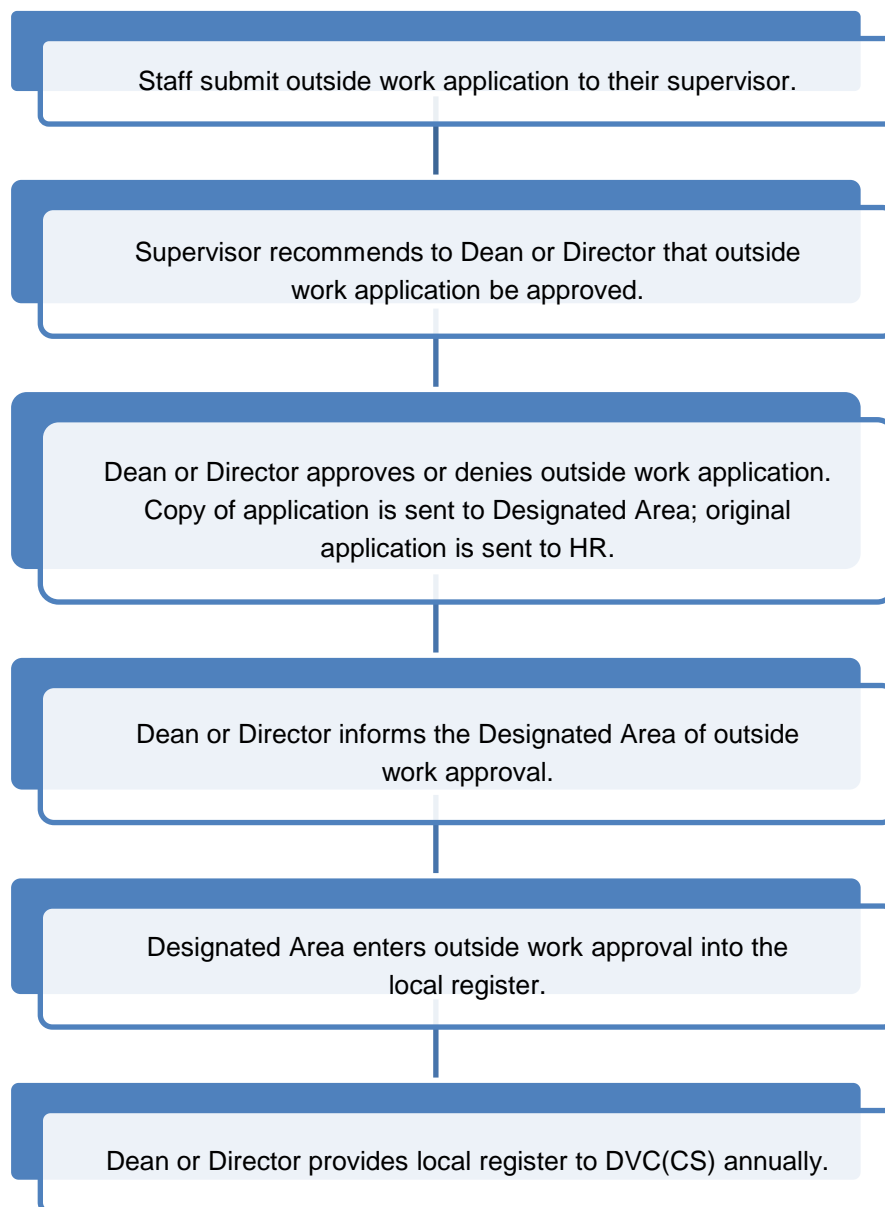 Staff submit outside work application to their supervisor.
Supervisor recommends to Dean or Director that outside
work application be approved.
Dean or Director approves or denies outside work application.
Copy of application is sent to Designated Area; original
application is sent to HR.
Dean or Director informs the Designated Area of outside
work approval.
Designated Area enters outside work approval into the
local register.
Dean or Director provides local register to DVC(CS) annually.